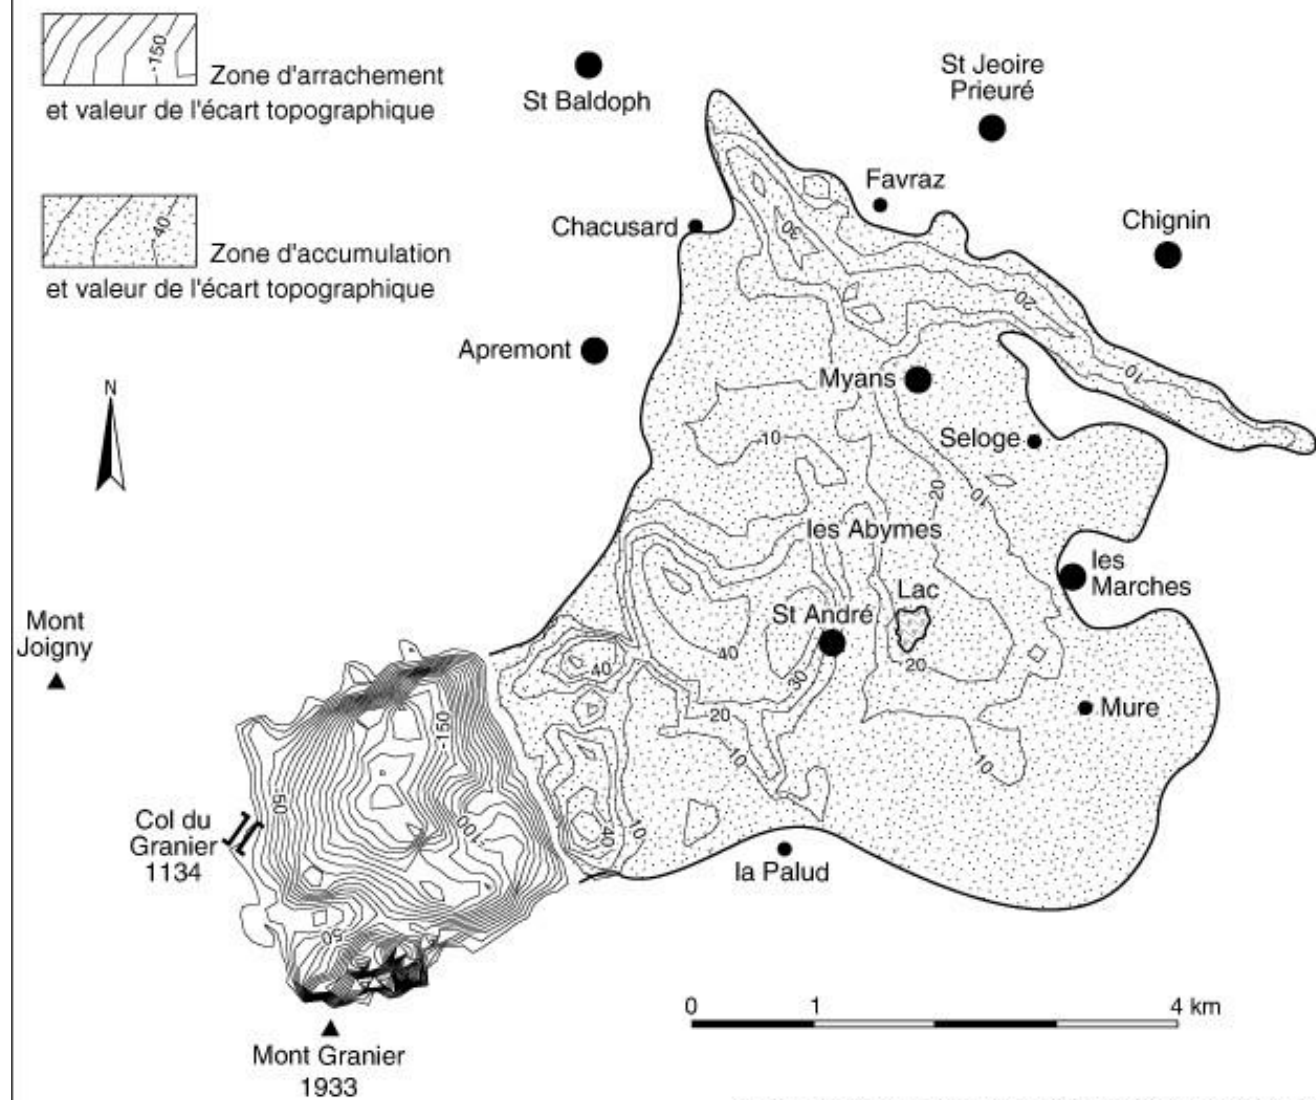 -150
Zone d'arrachement
et valeur de l'écart topographique
40
Zone d'accumulation
et valeur de l'écart topographique
St Baldoph
St Jeoire
Prieuré
Favraz
Chacusard
Chignin
30
20
Apremont
10
Myans
N
Seloge
10
20
10
les Abymes
les
Marches
Lac
St André
Mont
Joigny
40
40
20
30
20
Mure
-150
10
10
50
Col du
Granier
1134
-100
40
10
la Palud
50
0 1 4 km
Mont Granier
1933